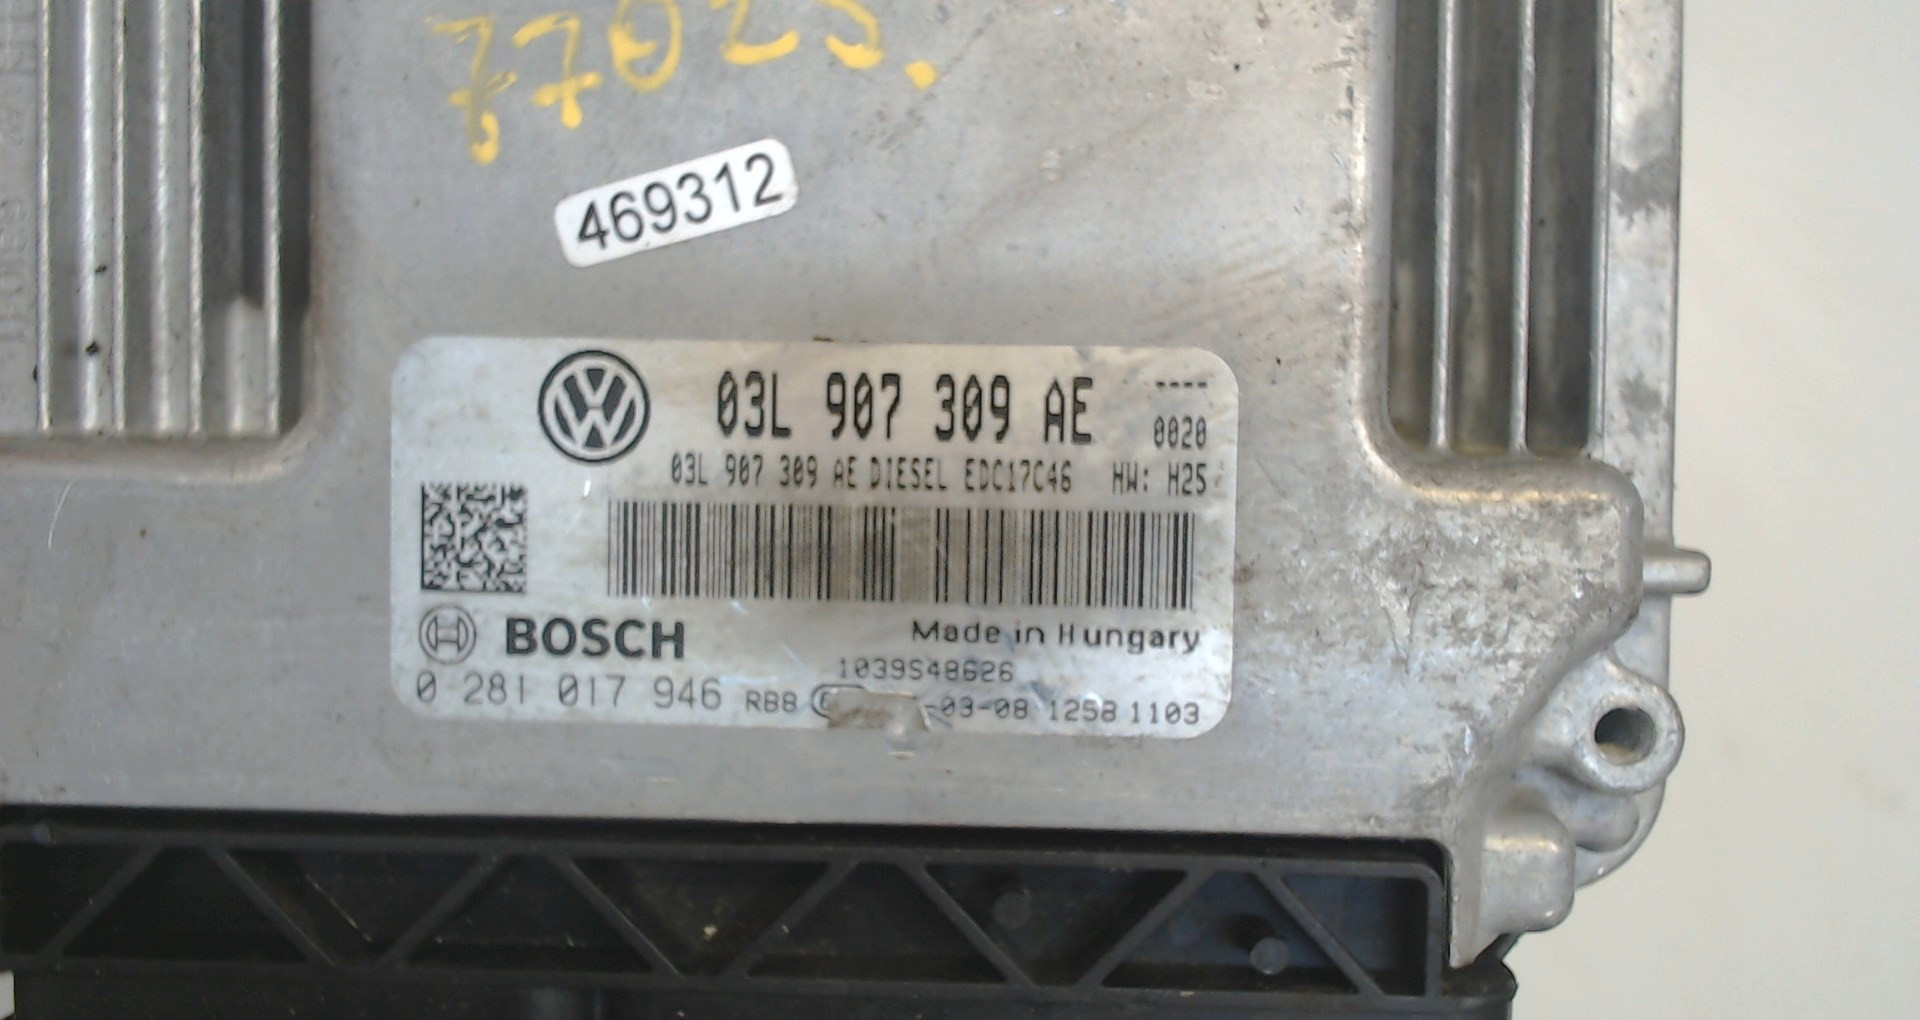 77025.
469312
03L 907 309 AE ----
0020
03L 907 309 AE DIESEL EDC17C46 HW: H25
BOSCH
Made in Hungary
1039S48626
0 281 017 946 RB8 -03-08 1258 1103